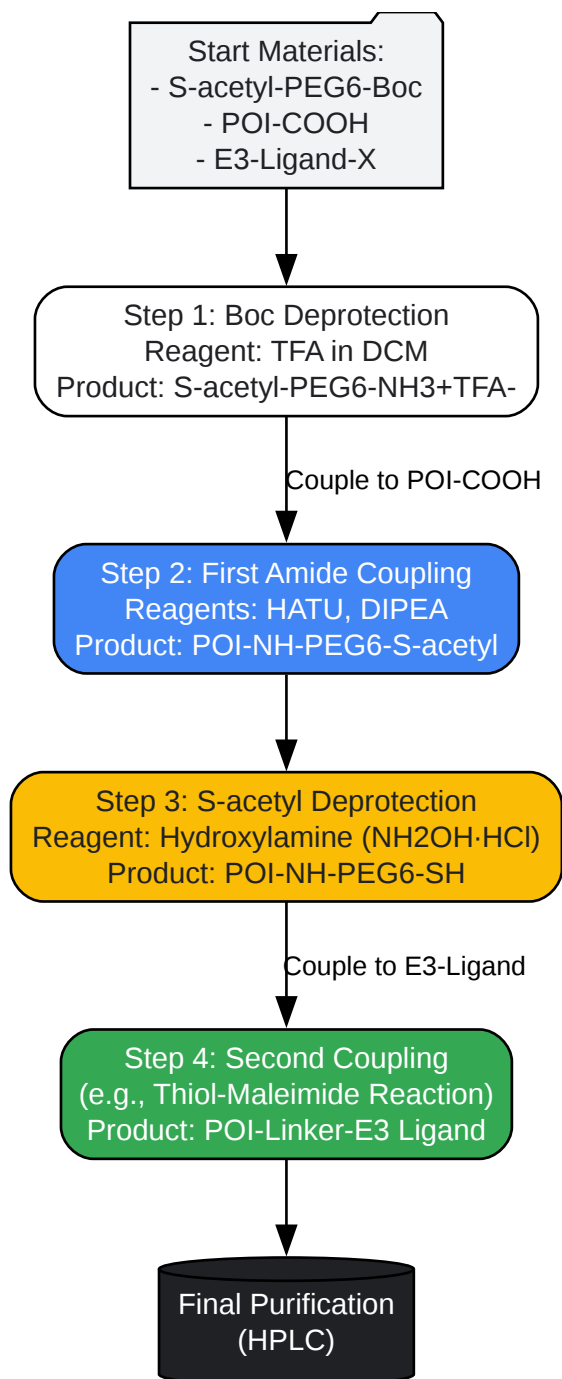 Start Materials:
- S-acetyl-PEG6-Boc
- POI-COOH
- E3-Ligand-X
Step 1: Boc Deprotection
Reagent: TFA in DCM
Product: S-acetyl-PEG6-NH3+TFA-
Couple to POI-COOH
Step 2: First Amide Coupling
Reagents: HATU, DIPEA
Product: POI-NH-PEG6-S-acetyl
Step 3: S-acetyl Deprotection
Reagent: Hydroxylamine (NH2OH·HCl)
Product: POI-NH-PEG6-SH
Couple to E3-Ligand
Step 4: Second Coupling
(e.g., Thiol-Maleimide Reaction)
Product: POI-Linker-E3 Ligand
Final Purification
(HPLC)